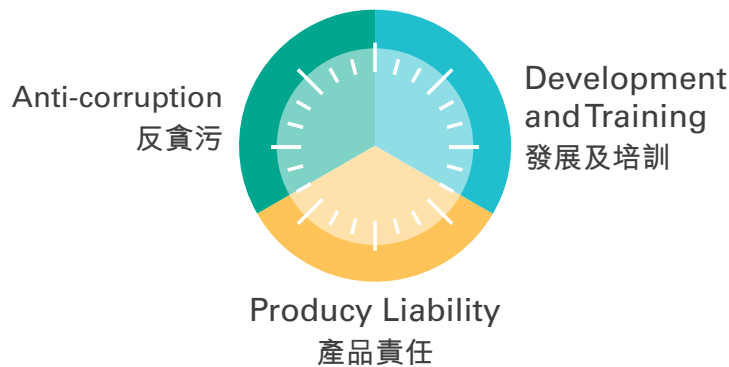 Anti-corruption
反貪污
Development
and Training
發展及培訓
Producy Liability
產品責任